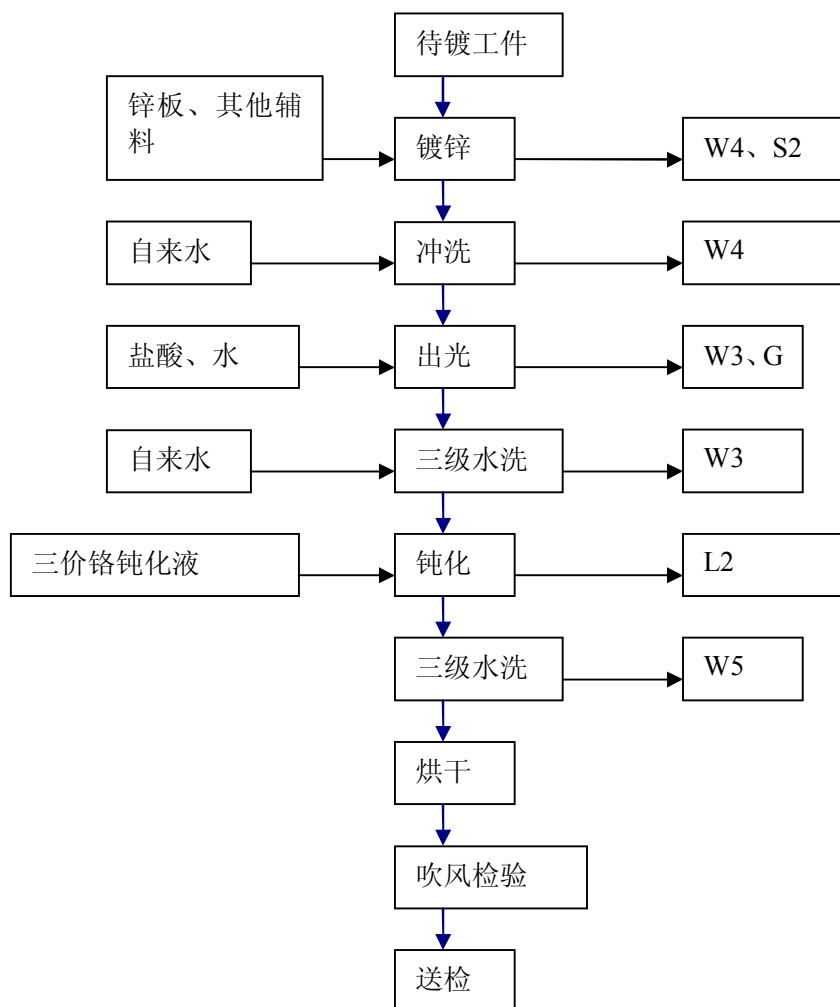 待镀工件
锌板、其他辅
料
镀锌
W4、S2
自来水
冲洗
W4
盐酸、水
出光
W3、G
自来水
三级水洗
W3
三价铬钝化液
钝化
L2
三级水洗
W5
烘干
吹风检验
送检